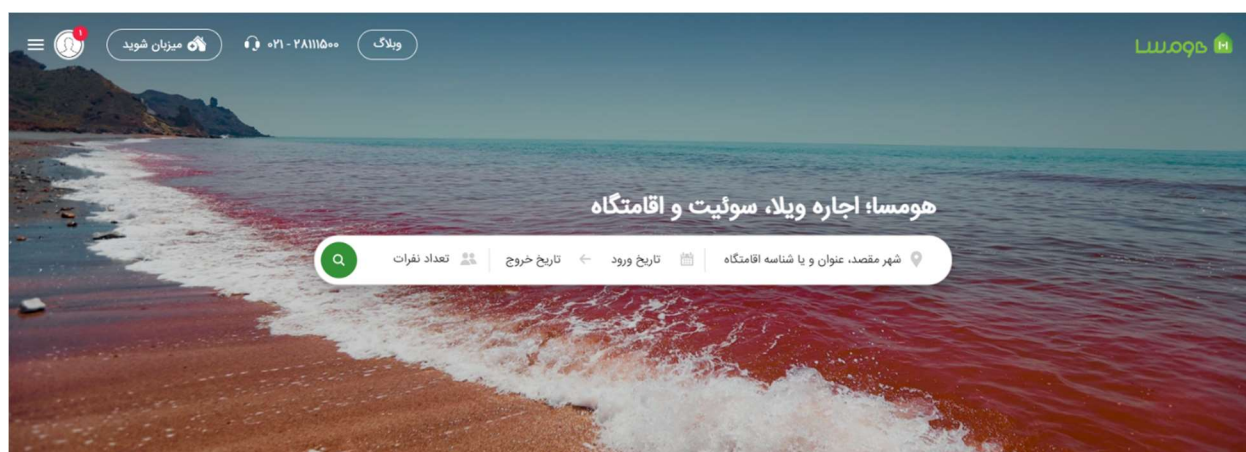 هومسا
وبلاگ
۰۲۱ - ۲۸۱۱۱۵۰۰
میزبان شوید
۱
هومسا؛ اجاره ویلا، سوئیت و اقامتگاه
شهر مقصد، عنوان و یا شناسه اقامتگاه
تاریخ ورود
تاریخ خروج
تعداد نفرات